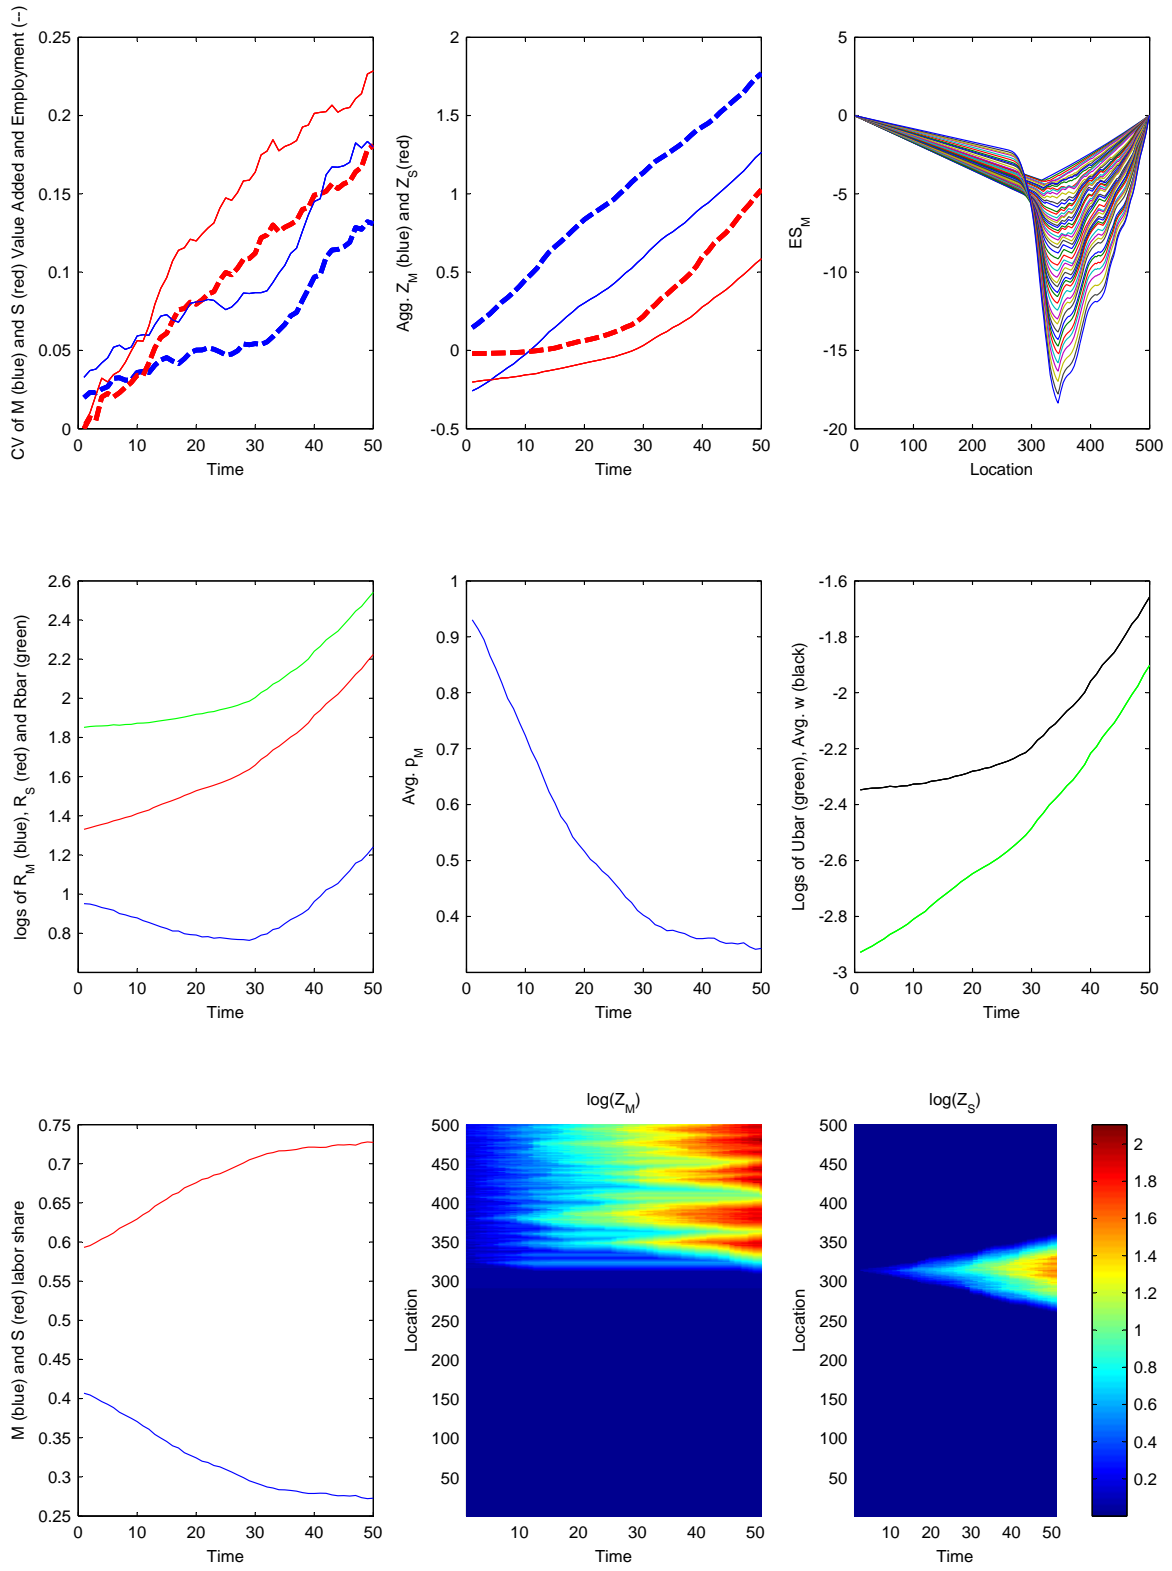 CV of M (blue) and S (red) Value Added and Employment (--)
0.25
0.2
0.15
0.1
0.05
0
0 10 20 30 40 50
Time
Agg. Z_M (blue) and Z_S(red)
2
1.5
1
0.5
0
-0.5
0 10 20 30 40 50
Time
ES_M
5
0
-5
-10
-15
-20
0 100 200 300 400 500
Location
logs of R_M (blue), R_S (red) and Rbar (green)
2.6
2.4
2.2
2
1.8
1.6
1.4
1.2
1
0.8
0 10 20 30 40 50
Time
Avg. p_M
1
0.9
0.8
0.7
0.6
0.5
0.4
0 10 20 30 40 50
Time
Logs of Ubar (green), Avg. w (black)
-1.6
-1.8
-2
-2.2
-2.4
-2.6
-2.8
-3
0 10 20 30 40 50
Time
M (blue) and S (red) labor share
0.75
0.7
0.65
0.6
0.55
0.5
0.45
0.4
0.35
0.3
0.25
0 10 20 30 40 50
Time
log(Z_M)
Location
500
450
400
350
300
250
200
150
100
50
10 20 30 40 50
Time
log(Z_S)
Location
500
450
400
350
300
250
200
150
100
50
10 20 30 40 50
Time
2
1.8
1.6
1.4
1.2
1
0.8
0.6
0.4
0.2